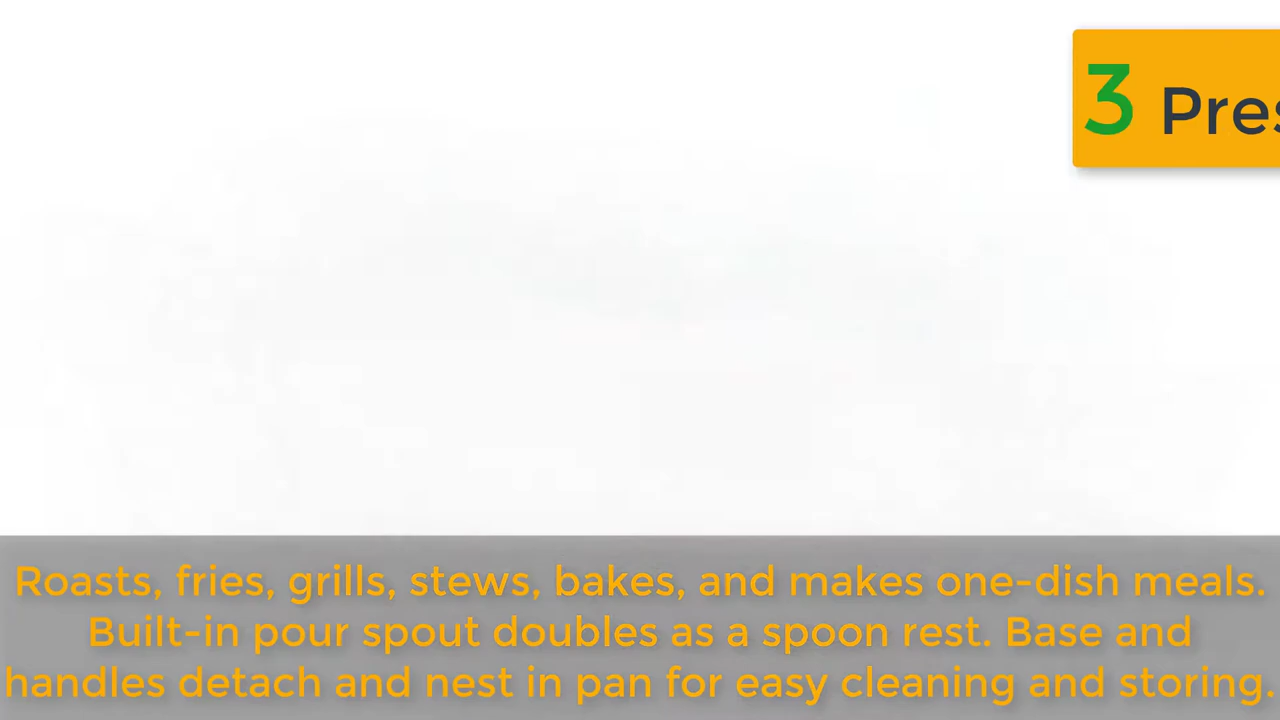 3 Pres
Roasts, fries, grills, stews, bakes, and makes one-dish meals.
Built-in pour spout doubles as a spoon rest. Base and
handles detach and nest in pan for easy cleaning and storing.